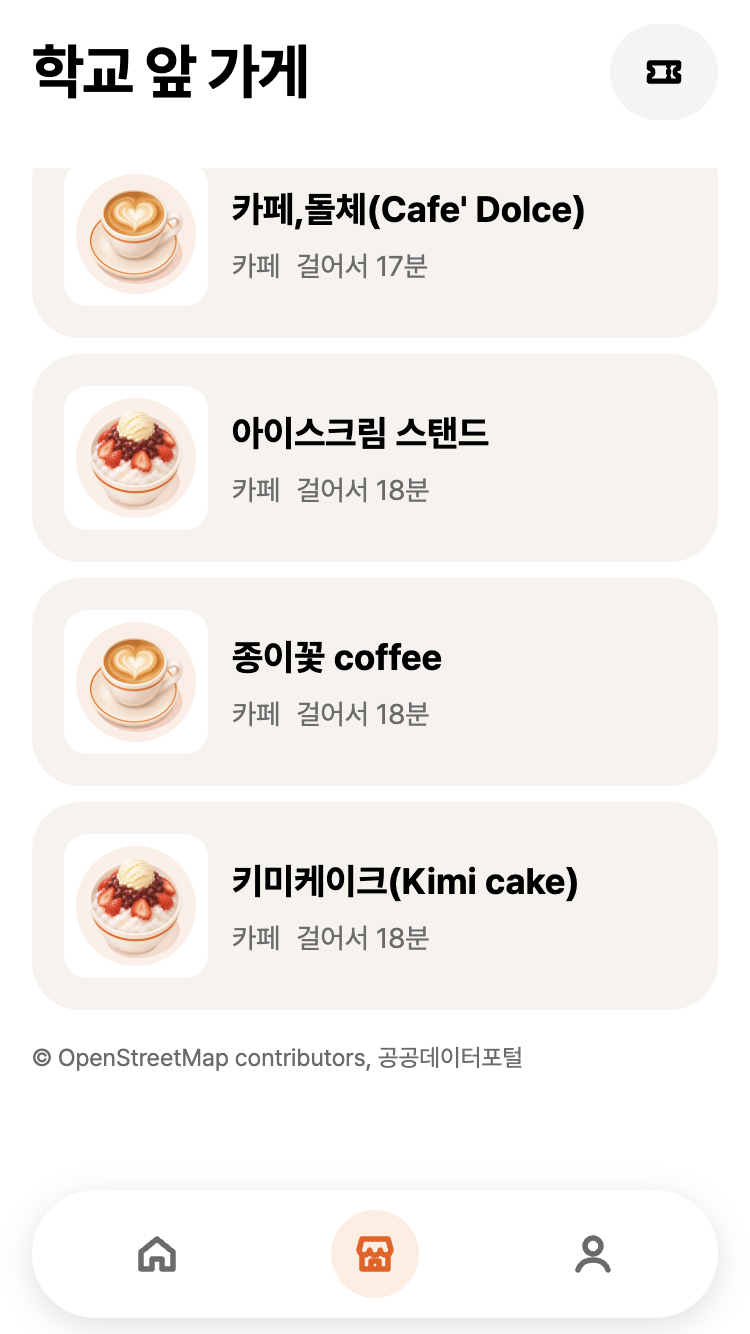 학교 앞 가게
카페,돌체(Cafe' Dolce)
카페 걸어서 17분
아이스크림 스탠드
카페 걸어서 18분
종이꽃 coffee
카페 걸어서 18분
키미케이크(Kimi cake)
카페 걸어서 18분
© OpenStreetMap contributors, 공공데이터포털